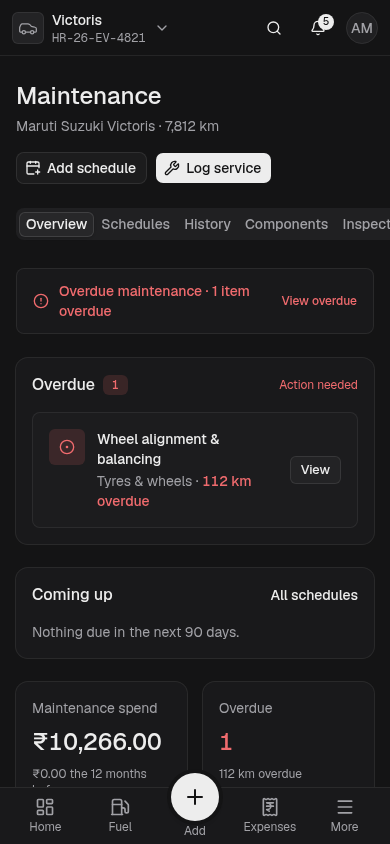 Victoris
HR-26-EV-4821
5
AM
Maintenance
Maruti Suzuki Victoris · 7,812 km
Add schedule
Log service
Overview Schedules History Components Inspect
Overdue maintenance · 1 item
overdue
View overdue
Overdue 1
Action needed
Wheel alignment &
balancing
Tyres & wheels · 112 km
overdue
View
Coming up
All schedules
Nothing due in the next 90 days.
Maintenance spend
₹10,266.00
₹0.00 the 12 months
Overdue
1
112 km overdue
Home Fuel Add Expenses More